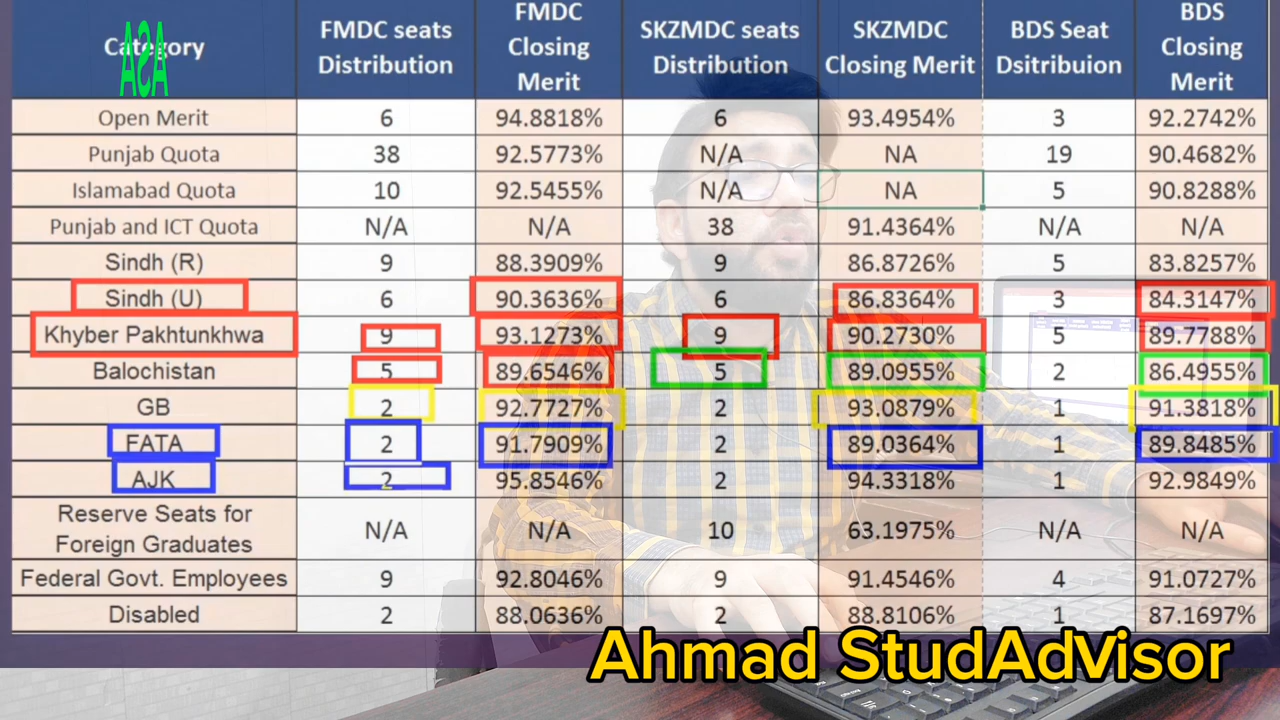 Category FMDC seats Distribution FMDC Closing Merit SKZMDC seats Distribution SKZMDC Closing Merit BDS Seat Dsitribuion BDS Closing Merit
ASA
Open Merit 6 94.8818% 6 93.4954% 3 92.2742%
Punjab Quota 38 92.5773% N/A NA 19 90.4682%
Islamabad Quota 10 92.5455% N/A NA 5 90.8288%
Punjab and ICT Quota N/A N/A 38 91.4364% N/A N/A
Sindh (R) 9 88.3909% 9 86.8726% 5 83.8257%
Sindh (U) 6 90.3636% 6 86.8364% 3 84.3147%
Khyber Pakhtunkhwa 9 93.1273% 9 90.2730% 5 89.7788%
Balochistan 5 89.6546% 5 89.0955% 2 86.4955%
GB 2 92.7727% 2 93.0879% 1 91.3818%
FATA 2 91.7909% 2 89.0364% 1 89.8485%
AJK 2 95.8546% 2 94.3318% 1 92.9849%
Reserve Seats for Foreign Graduates N/A N/A 10 63.1975% N/A N/A
Federal Govt. Employees 9 92.8046% 9 91.4546% 4 91.0727%
Disabled 2 88.0636% 2 88.8106% 1 87.1697%
Ahmad StudAdvisor